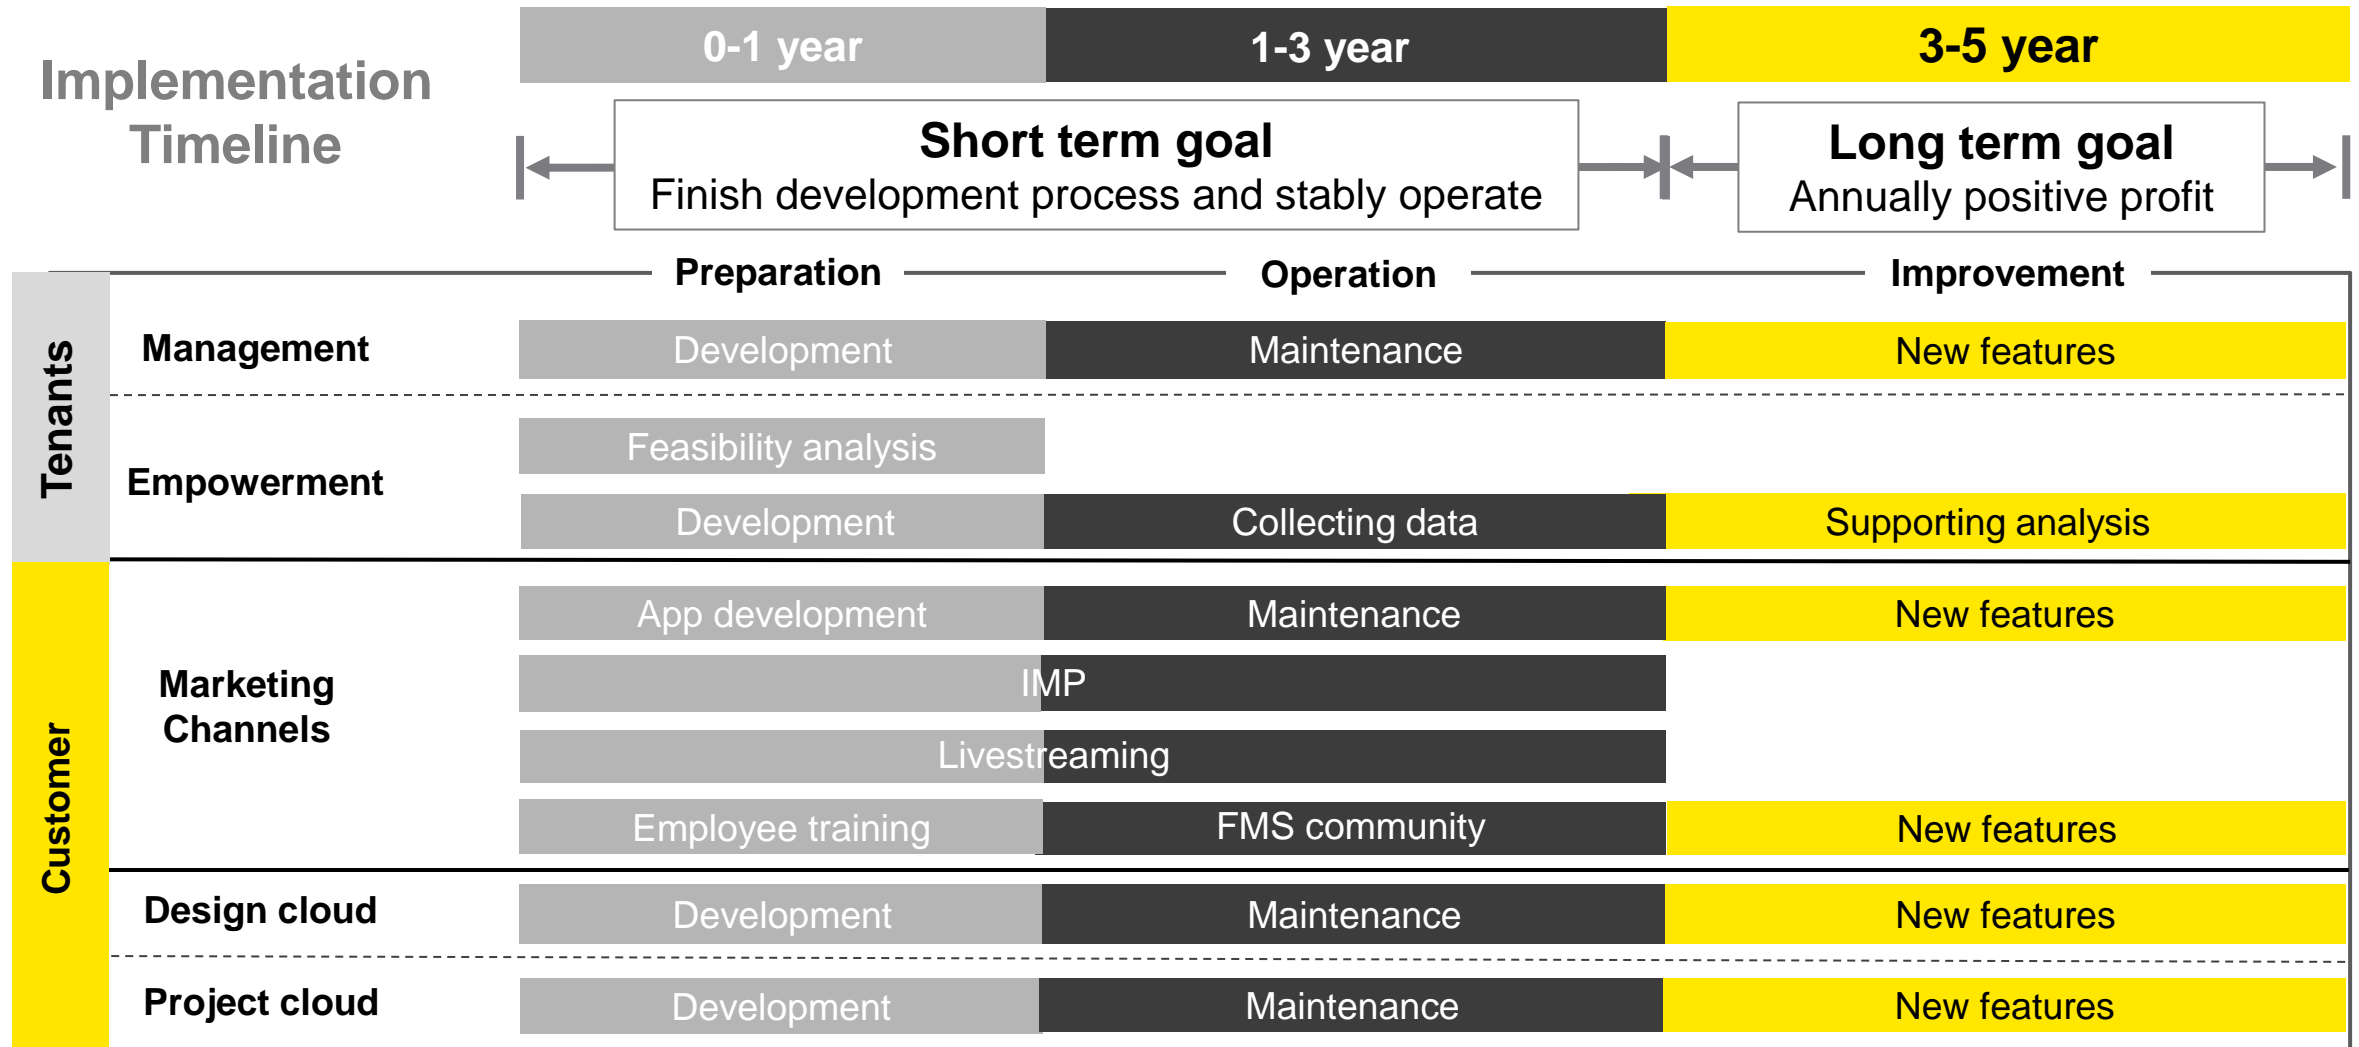 Implementation
Timeline
0-1 year
1-3 year
3-5 year
Short term goal
Finish development process and stably operate
Long term goal
Annually positive profit
Preparation
Operation
Improvement
Tenants
Management
Development
Maintenance
New features
Empowerment
Feasibility analysis
Development
Collecting data
Supporting analysis
Customer
Marketing
Channels
App development
Maintenance
New features
IMP
Livestreaming
Employee training
FMS community
New features
Design cloud
Development
Maintenance
New features
Project cloud
Development
Maintenance
New features